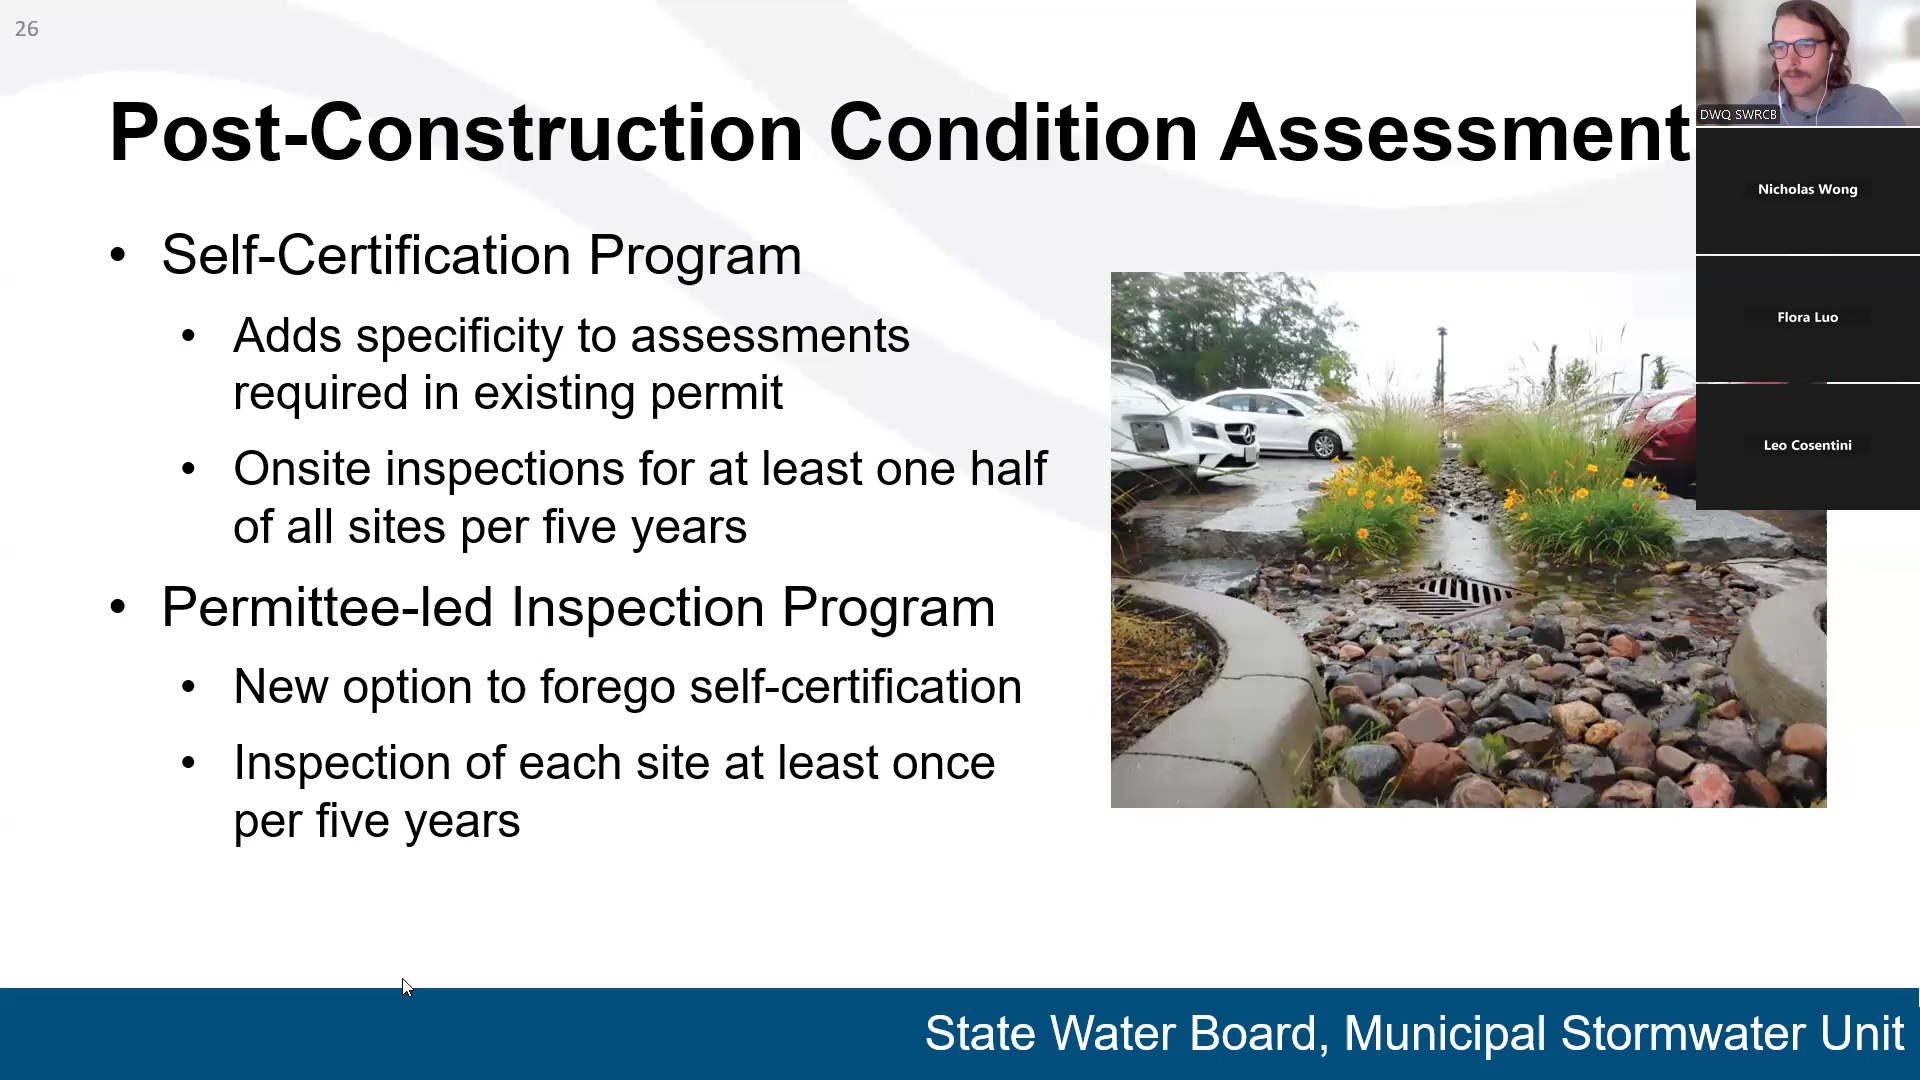 26
Post-Construction Condition Assessment
• Self-Certification Program
• Adds specificity to assessments
required in existing permit
• Onsite inspections for at least one half
of all sites per five years
• Permittee-led Inspection Program
• New option to forego self-certification
• Inspection of each site at least once
per five years
State Water Board, Municipal Stormwater Unit
DWQ SWRCB
Nicholas Wong
Flora Luo
Leo Cosentini